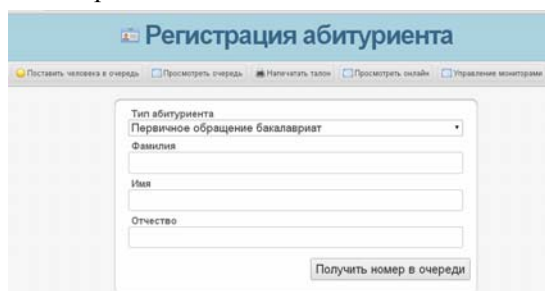 Регистрация абитуриента
Поставить человека в очередь Просмотреть очередь Напечатать талон Просмотреть онлайн Управление мониторами
Тип абитуриента
Первичное обращение бакалавриат
Фамилия
Имя
Отчество
Получить номер в очереди